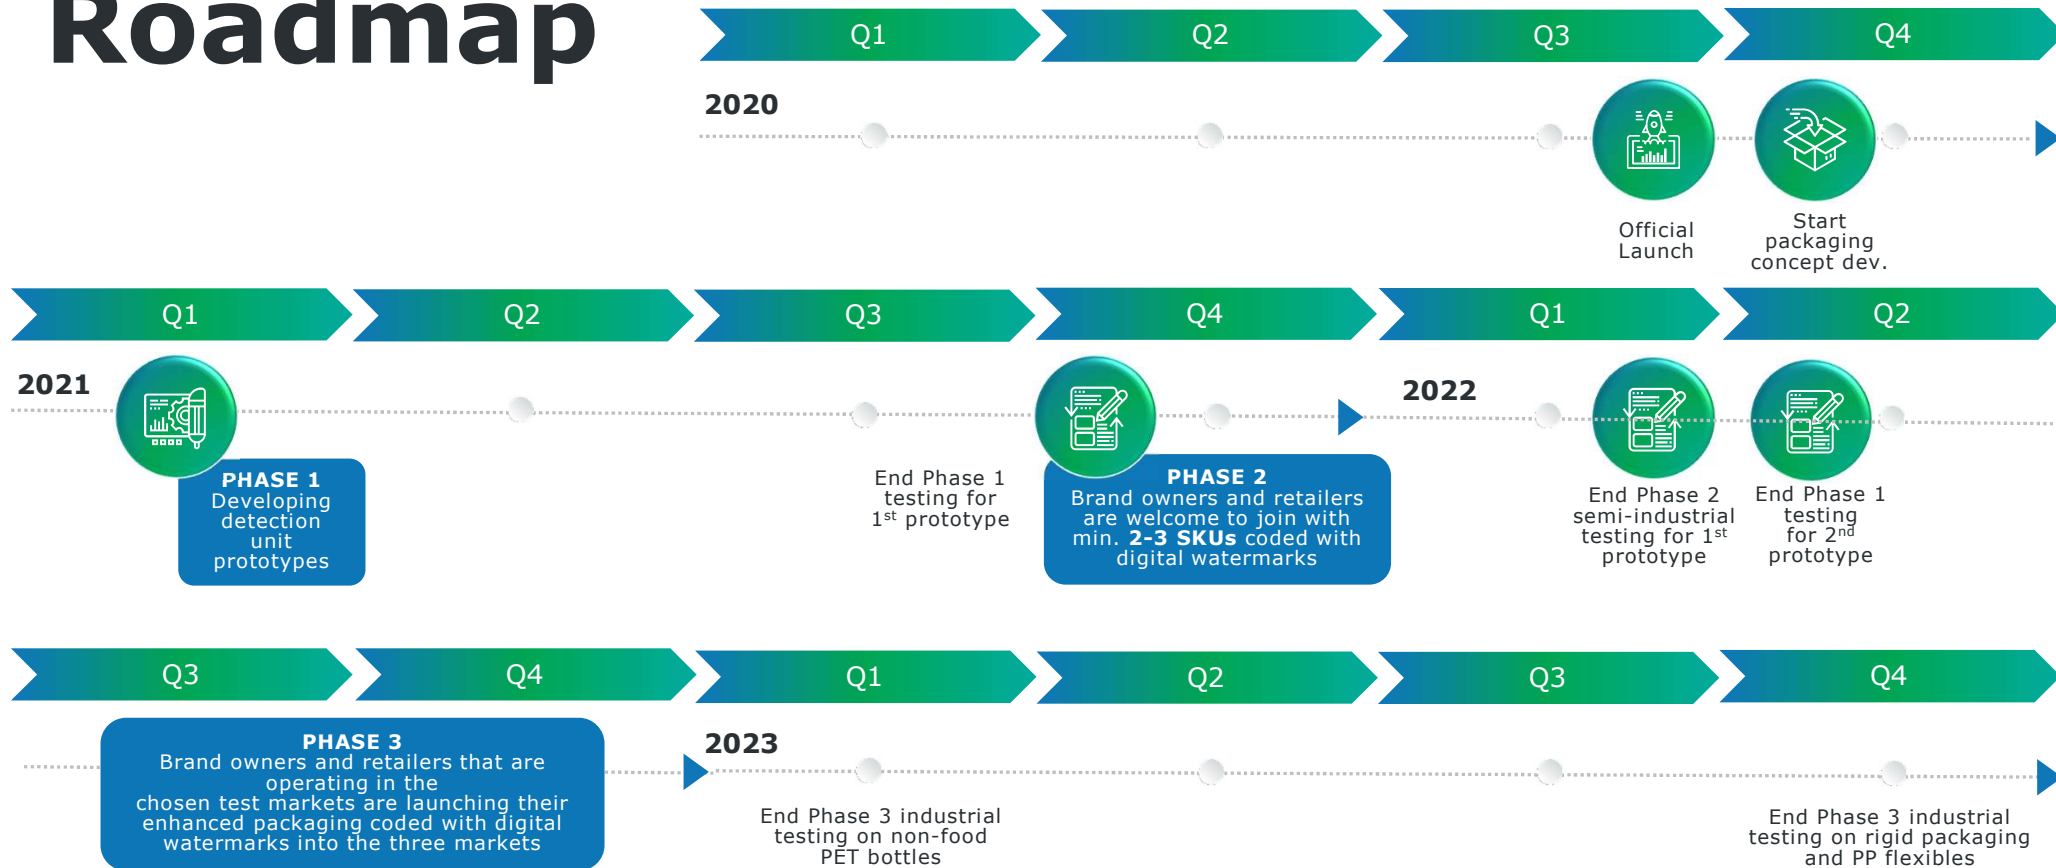 Roadmap
Q1
Q2
Q3
Q4
2020
Official
Launch
Start
packaging
concept dev.
Q1
Q2
Q3
Q4
Q1
Q2
2021
2022
PHASE 1
Developing
detection
unit
prototypes
End Phase 1
testing for
1st prototype
PHASE 2
Brand owners and retailers
are welcome to join with
min. 2-3 SKUs coded with
digital watermarks
End Phase 2
semi-industrial
testing for 1st
prototype
End Phase 1
testing
for 2nd
prototype
Q3
Q4
Q1
Q2
Q3
Q4
PHASE 3
Brand owners and retailers that are
operating in the
chosen test markets are launching their
enhanced packaging coded with digital
watermarks into the three markets
2023
End Phase 3 industrial
testing on non-food
PET bottles
End Phase 3 industrial
testing on rigid packaging
and PP flexibles